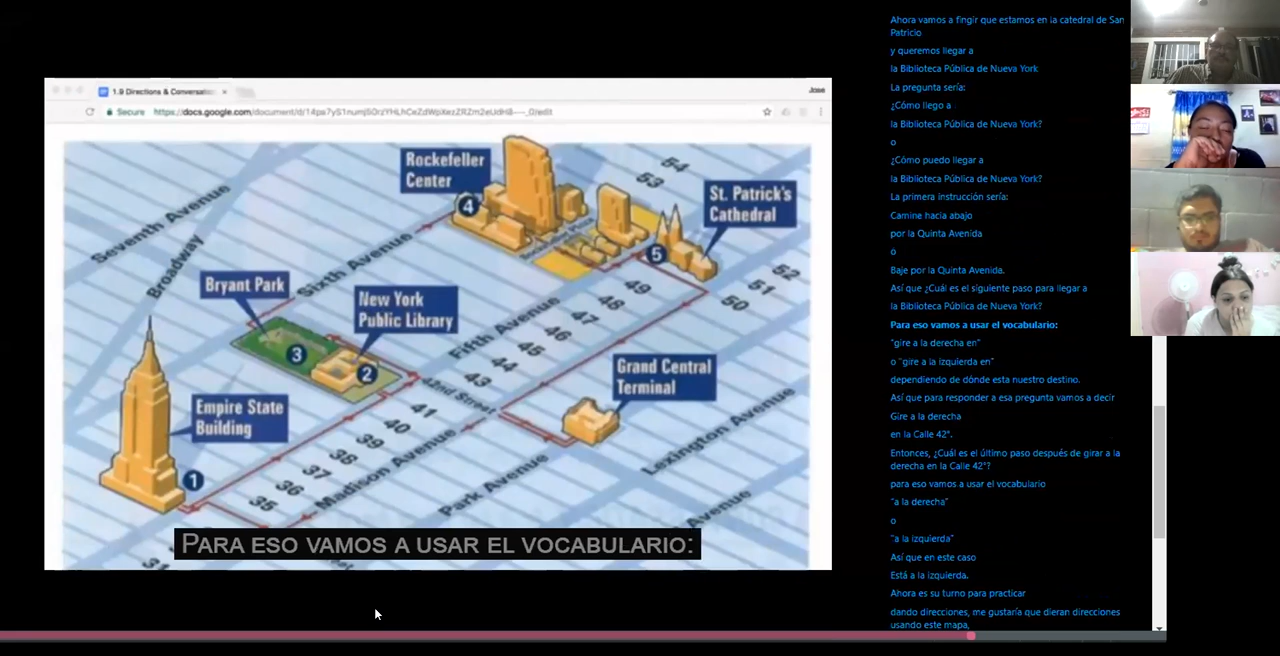 1.9 Directions & Conversatio
Jose
Secure
Rockefeller
Center
4
54
53
St. Patrick's
Cathedral
5
52
51
50
Seventh Avenue
Broadway
Sixth Avenue
Bryant Park
New York
Public Library
3
2
Fifth Avenue
49
48
47
46
45
44
43
42nd Street
41
40
39
38
37
36
35
Grand Central
Terminal
Empire State
Building
1
Madison Avenue
Park Avenue
Lexington Avenue
Avenue
31
PARA ESO VAMOS A USAR EL VOCABULARIO:
Ahora vamos a fingir que estamos en la catedral de San
Patricio
y queremos llegar a
la Biblioteca Pública de Nueva York
La pregunta sería:
¿Cómo llego a
la Biblioteca Pública de Nueva York?
o
¿Cómo puedo llegar a
la Biblioteca Pública de Nueva York?
La primera instrucción sería:
Camine hacia abajo
por la Quinta Avenida
ó
Baje por la Quinta Avenida.
Así que ¿Cuál es el siguiente paso para llegar a
la Biblioteca Pública de Nueva York?
Para eso vamos a usar el vocabulario:
"gire a la derecha en"
o "gire a la izquierda en"
dependiendo de dónde esta nuestro destino.
Así que para responder a esa pregunta vamos a decir
Gire a la derecha
en la Calle 42°.
Entonces, ¿Cuál es el último paso después de girar a la
derecha en la Calle 42°?
para eso vamos a usar el vocabulario
"a la derecha"
o
"a la izquierda"
Así que en este caso
Está a la izquierda.
Ahora es su turno para practicar
dando direcciones, me gustaría que dieran direcciones
usando este mapa,